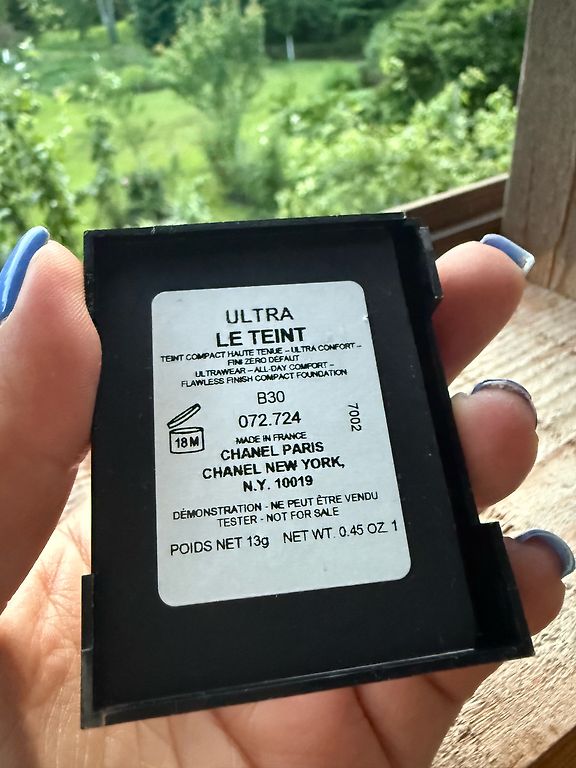 ULTRA
LE TEINT
TEINT COMPACT HAUTE TENUE – ULTRA CONFORT –
FINI ZÉRO DÉFAUT
ULTRAWEAR – ALL-DAY COMFORT –
FLAWLESS FINISH COMPACT FOUNDATION
B30
072.724
7002
18 M
MADE IN FRANCE
CHANEL PARIS
CHANEL NEW YORK,
N.Y. 10019
DÉMONSTRATION - NE PEUT ÊTRE VENDU
TESTER - NOT FOR SALE
POIDS NET 13g NET WT. 0.45 OZ. 1